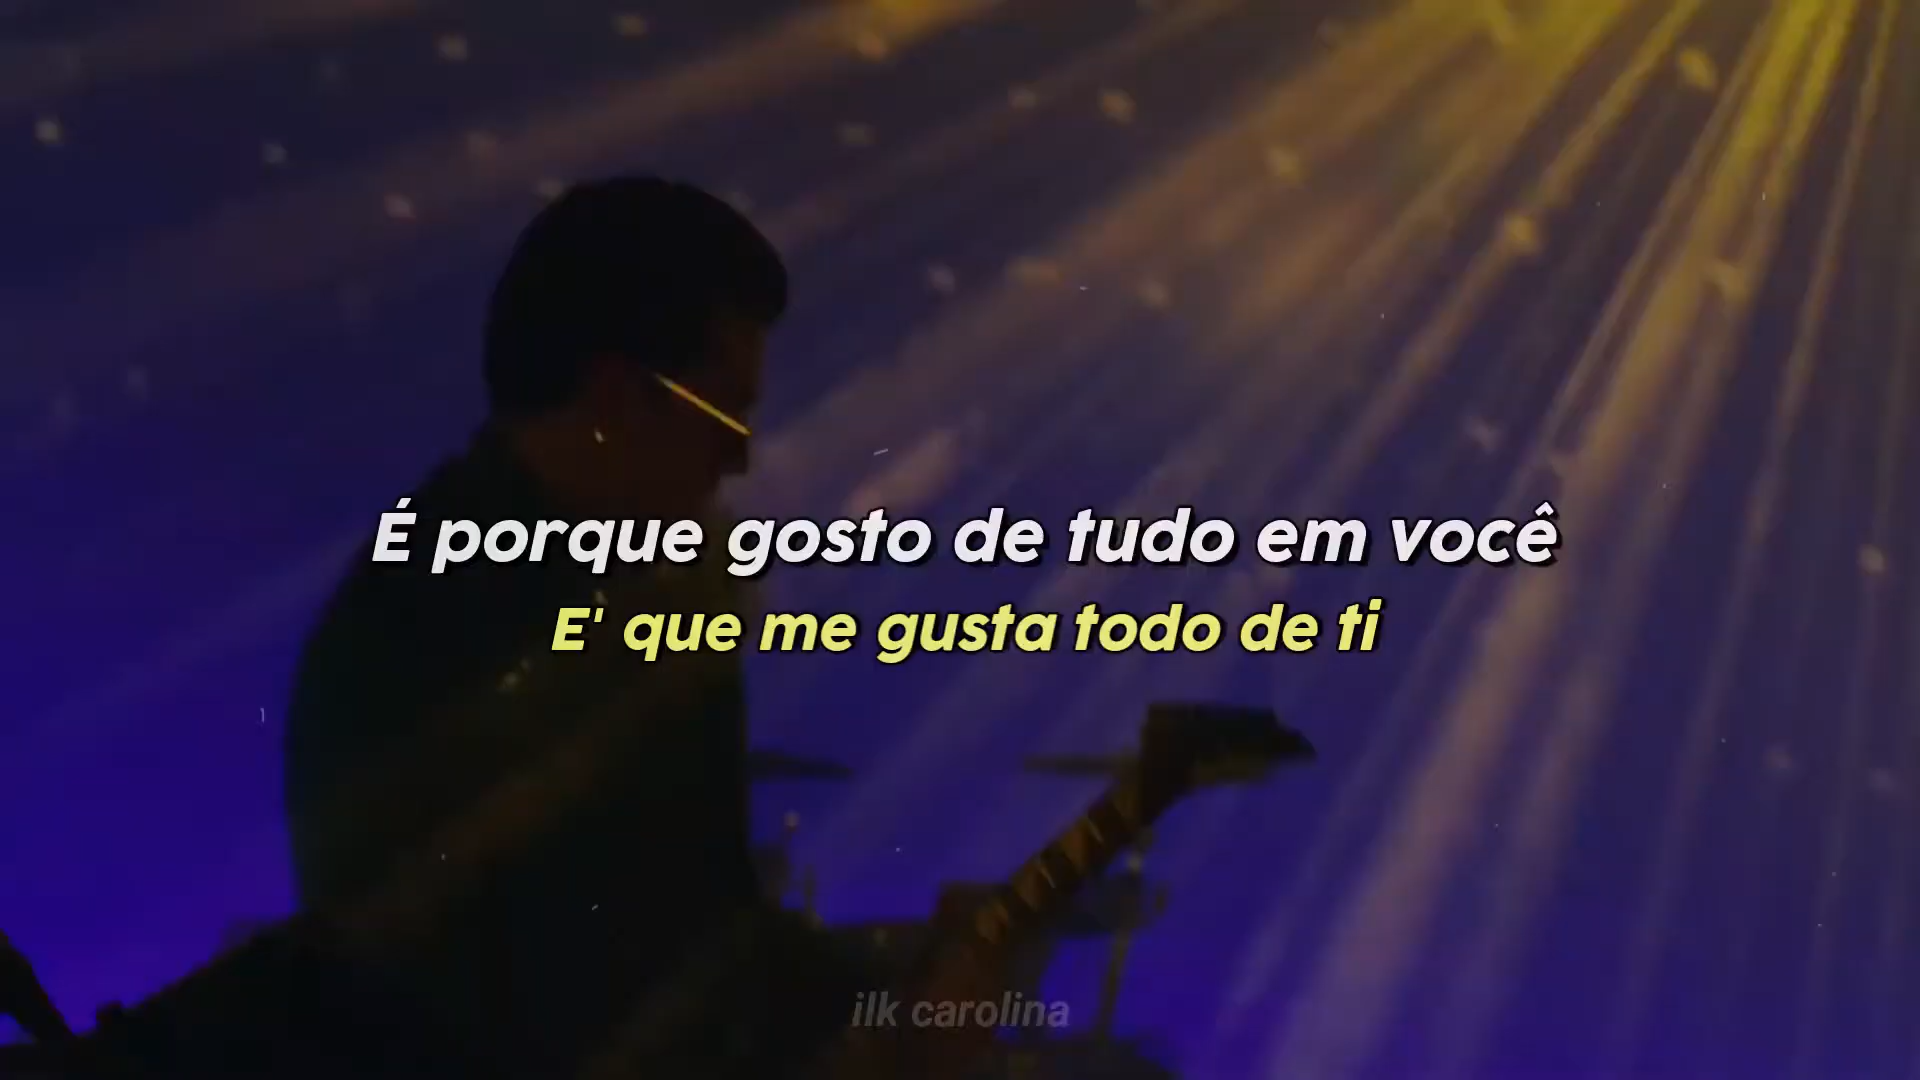 É porque gosto de tudo em você
E' que me gusta todo de ti
ilk carolina